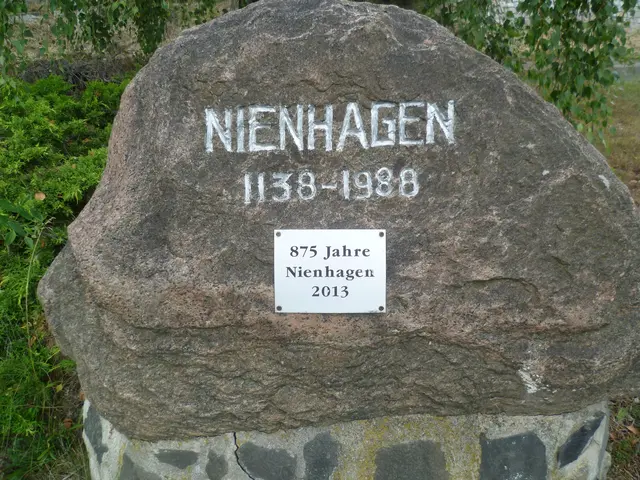 NIENHAGEN
1138-1988
875 Jahre
Nienhagen
2013